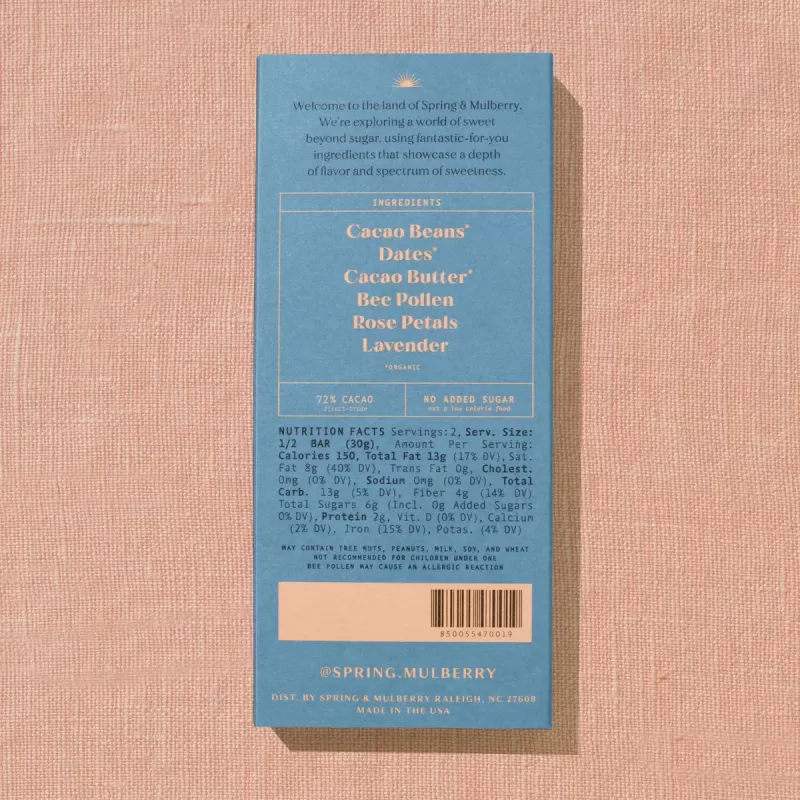 Welcome to the land of Spring & Mulberry.
We're exploring a world of sweet
beyond sugar, using fantastic-for-you
ingredients that showcase a depth
of flavor and spectrum of sweetness.
INGREDIENTS
Cacao Beans*
Dates*
Cacao Butter*
Bee Pollen
Rose Petals
Lavender
*ORGANIC
72% CACAO
direct-trade
NO ADDED SUGAR
not a low calorie food
NUTRITION FACTS Servings: 2, Serv. Size:
1/2 BAR (30g), Amount Per Serving:
Calories 150, Total Fat 13g (17% DV), Sat.
Fat 8g (40% DV), Trans Fat 0g, Cholest.
0mg (0% DV), Sodium 0mg (0% DV), Total
Carb. 13g (5% DV), Fiber 4g (14% DV)
Total Sugars 6g (Incl. 0g Added Sugars
0% DV), Protein 2g, Vit. D (0% DV), Calcium
(2% DV), Iron (15% DV), Potas. (4% DV)
MAY CONTAIN TREE NUTS, PEANUTS, MILK, SOY, AND WHEAT
NOT RECOMMENDED FOR CHILDREN UNDER ONE
BEE POLLEN MAY CAUSE AN ALLERGIC REACTION
850055470019
@SPRING.MULBERRY
DIST. BY SPRING & MULBERRY RALEIGH, NC 27608
MADE IN THE USA